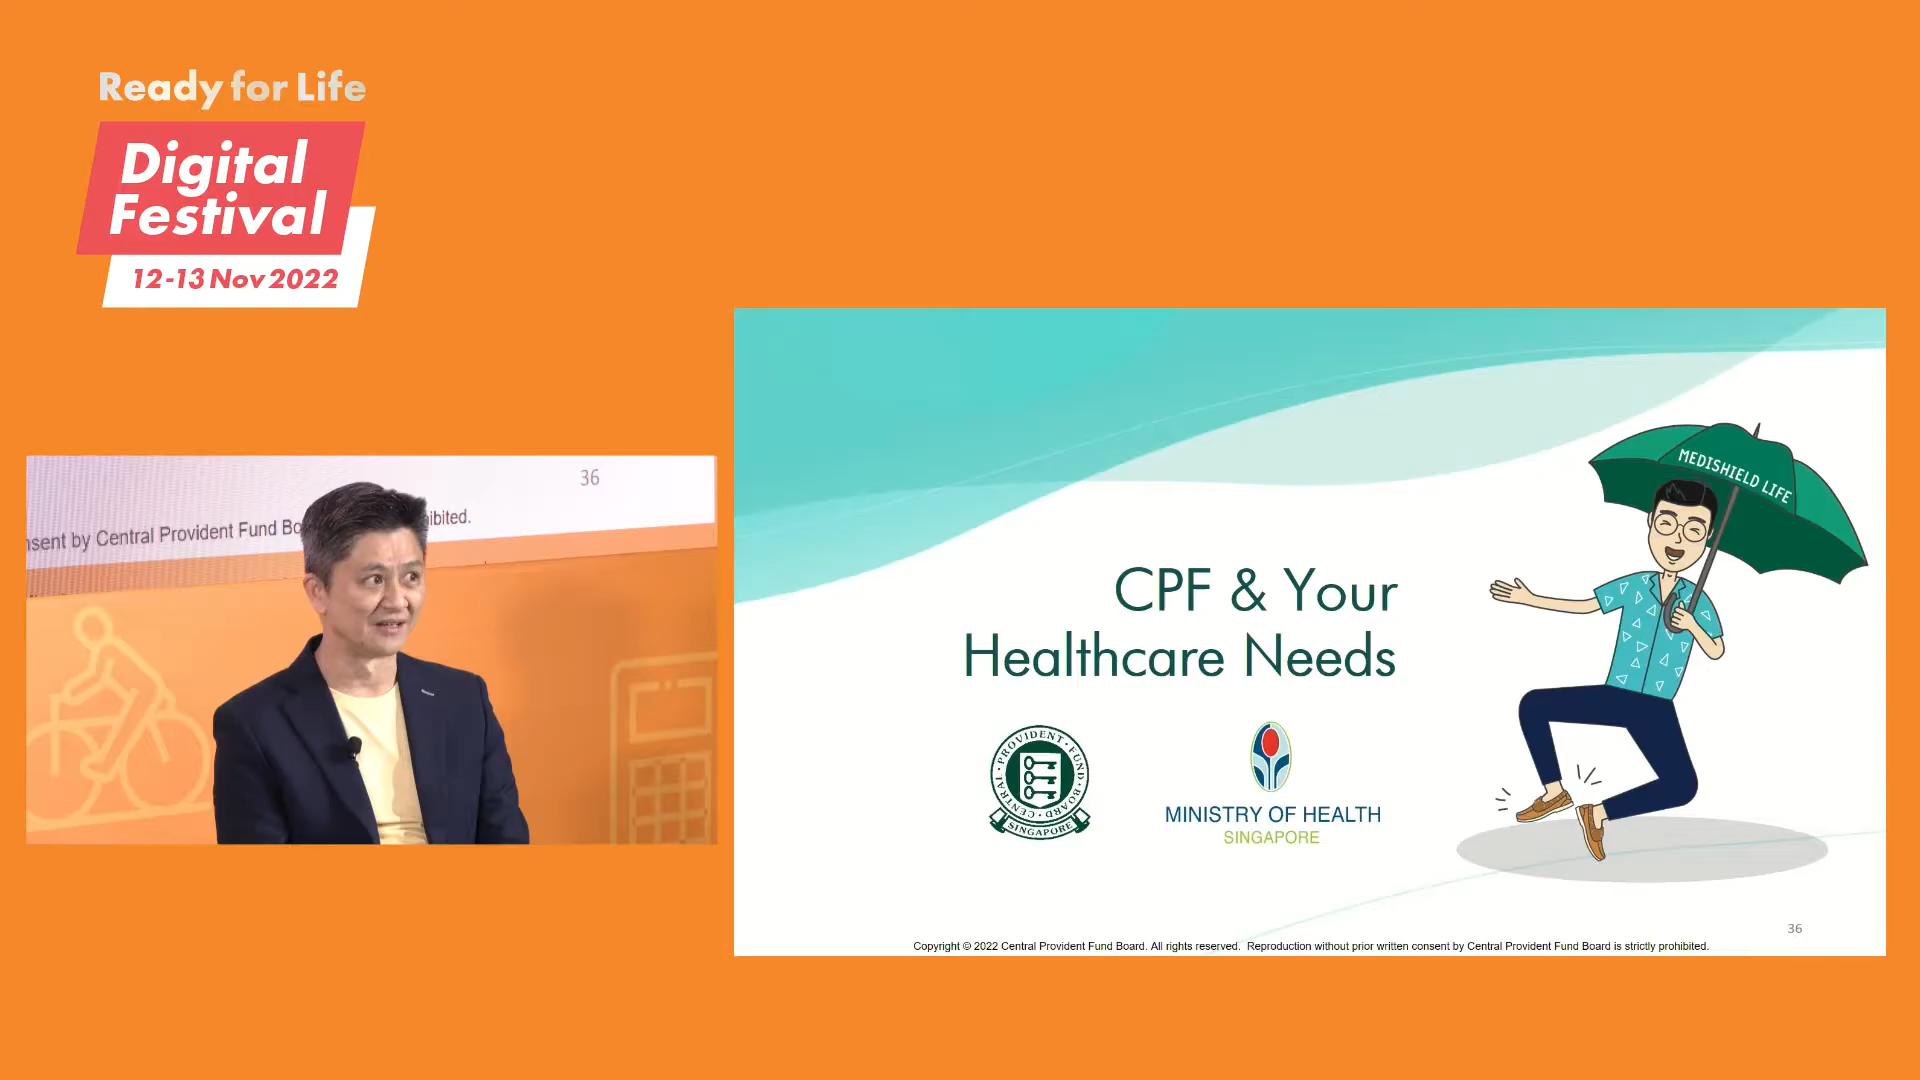 Ready for Life
Digital
Festival
12-13 Nov 2022
36
nsent by Central Provident Fund Bo ibited.
MEDISHIELD LIFE
CPF & Your
Healthcare Needs
CENTRAL · PROVIDENT · FUND · BOARD
SINGAPORE
MINISTRY OF HEALTH
SINGAPORE
36
Copyright © 2022 Central Provident Fund Board. All rights reserved. Reproduction without prior written consent by Central Provident Fund Board is strictly prohibited.